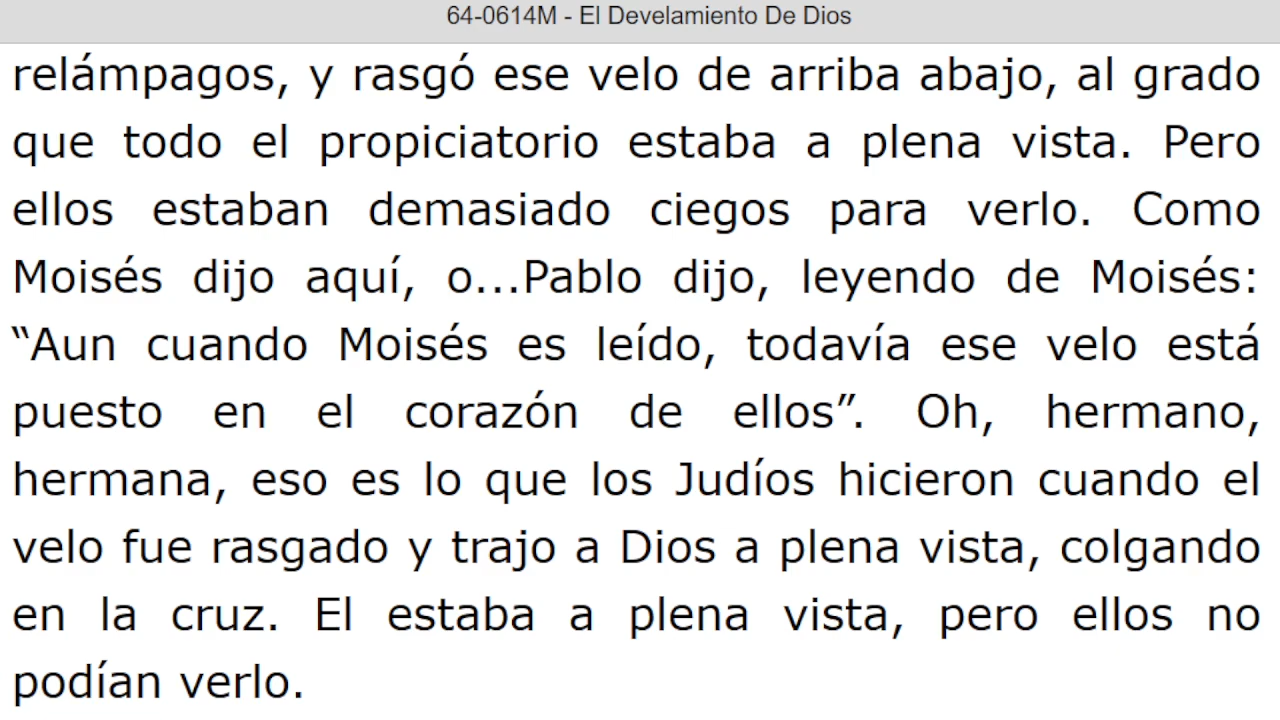 64-0614M - El Develamiento De Dios
relámpagos, y rasgó ese velo de arriba abajo, al grado
que todo el propiciatorio estaba a plena vista. Pero
ellos estaban demasiado ciegos para verlo. Como
Moisés dijo aquí, o...Pablo dijo, leyendo de Moisés:
“Aun cuando Moisés es leído, todavía ese velo está
puesto en el corazón de ellos”. Oh, hermano,
hermana, eso es lo que los Judíos hicieron cuando el
velo fue rasgado y trajo a Dios a plena vista, colgando
en la cruz. El estaba a plena vista, pero ellos no
podían verlo.